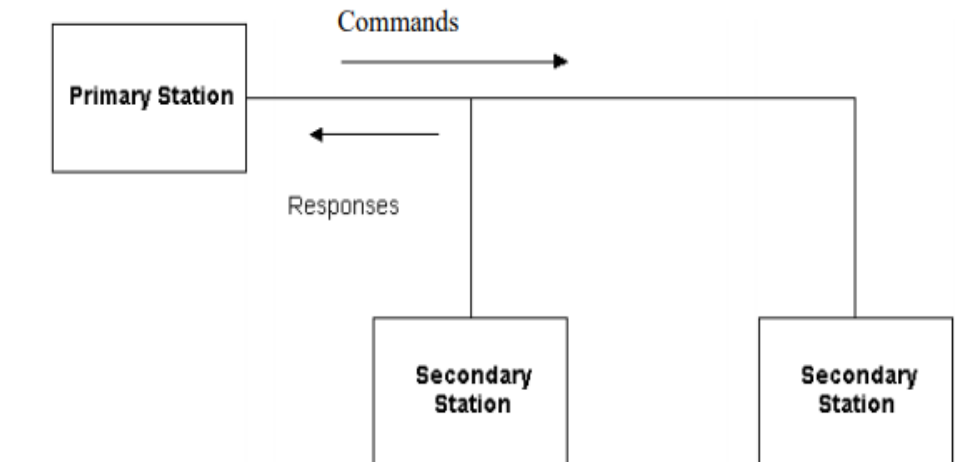 Commands
Primary Station
Responses
Secondary
Station
Secondary
Station